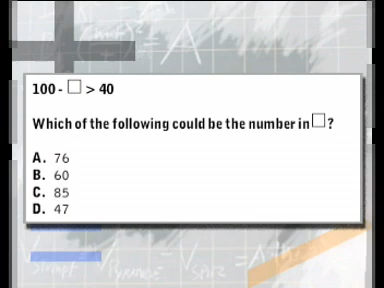 100 - □ > 40
Which of the following could be the number in □ ?
A. 76
B. 60
C. 85
D. 47